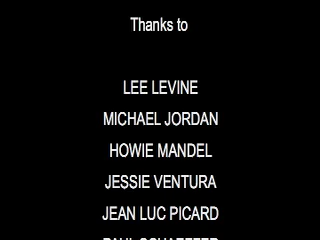 Thanks to
LEE LEVINE
MICHAEL JORDAN
HOWIE MANDEL
JESSIE VENTURA
JEAN LUC PICARD